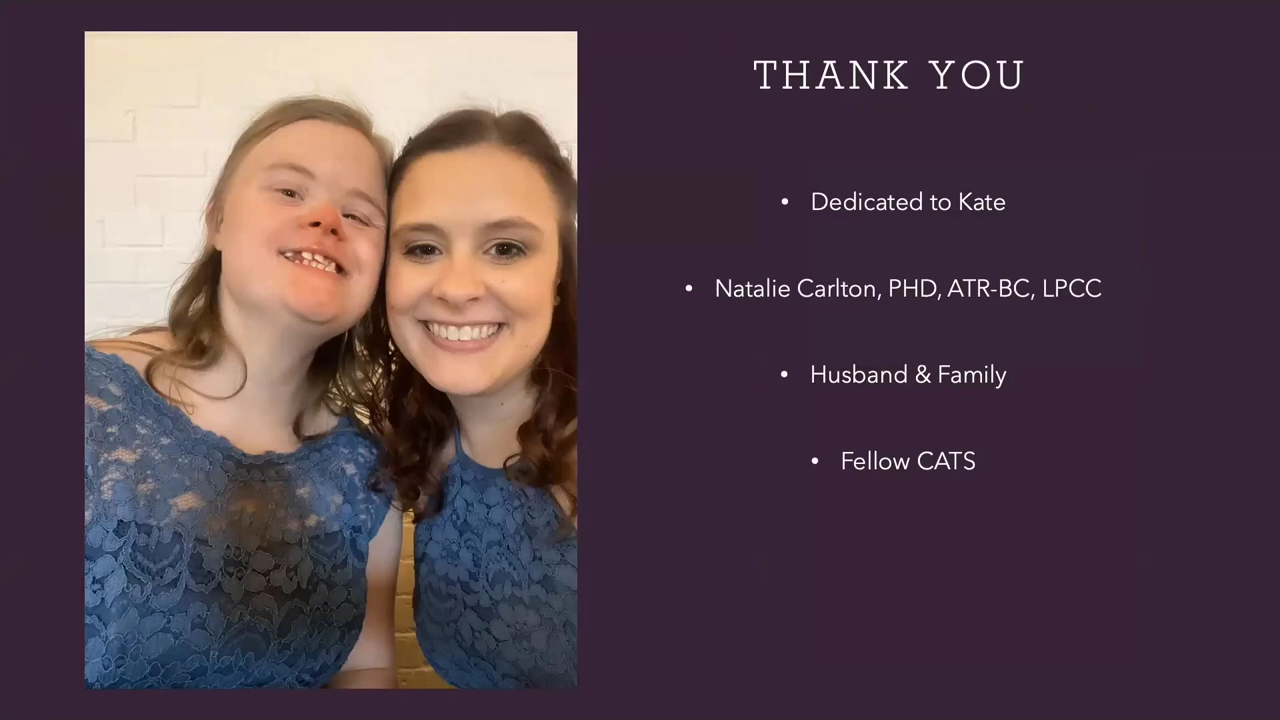 THANK YOU
• Dedicated to Kate
• Natalie Carlton, PHD, ATR-BC, LPCC
• Husband & Family
• Fellow CATS